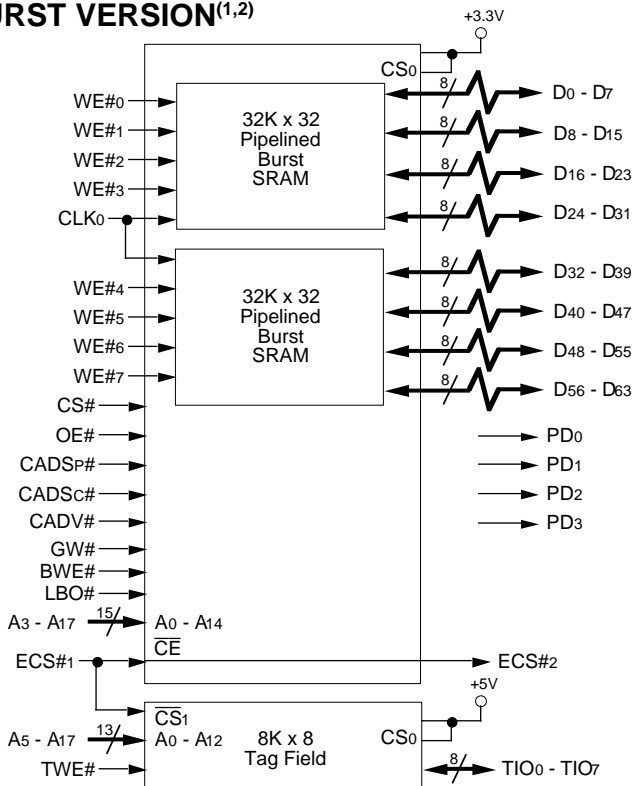 URST VERSION(1,2)
+3.3V
CS0
WE#0
WE#1
WE#2
WE#3
CLK0
32K x 32
Pipelined
Burst
SRAM
8
D0 - D7
8
D8 - D15
8
D16 - D23
8
D24 - D31
WE#4
WE#5
WE#6
WE#7
32K x 32
Pipelined
Burst
SRAM
8
D32 - D39
8
D40 - D47
8
D48 - D55
8
D56 - D63
CS#
OE#
CADSP#
CADSC#
CADV#
GW#
BWE#
LBO#
PD0
PD1
PD2
PD3
A3 - A17
15
A0 - A14
CE
ECS#1
ECS#2
+5V
CS1
CS0
A5 - A17
13
A0 - A12
8K x 8
Tag Field
TWE#
8
TIO0 - TIO7